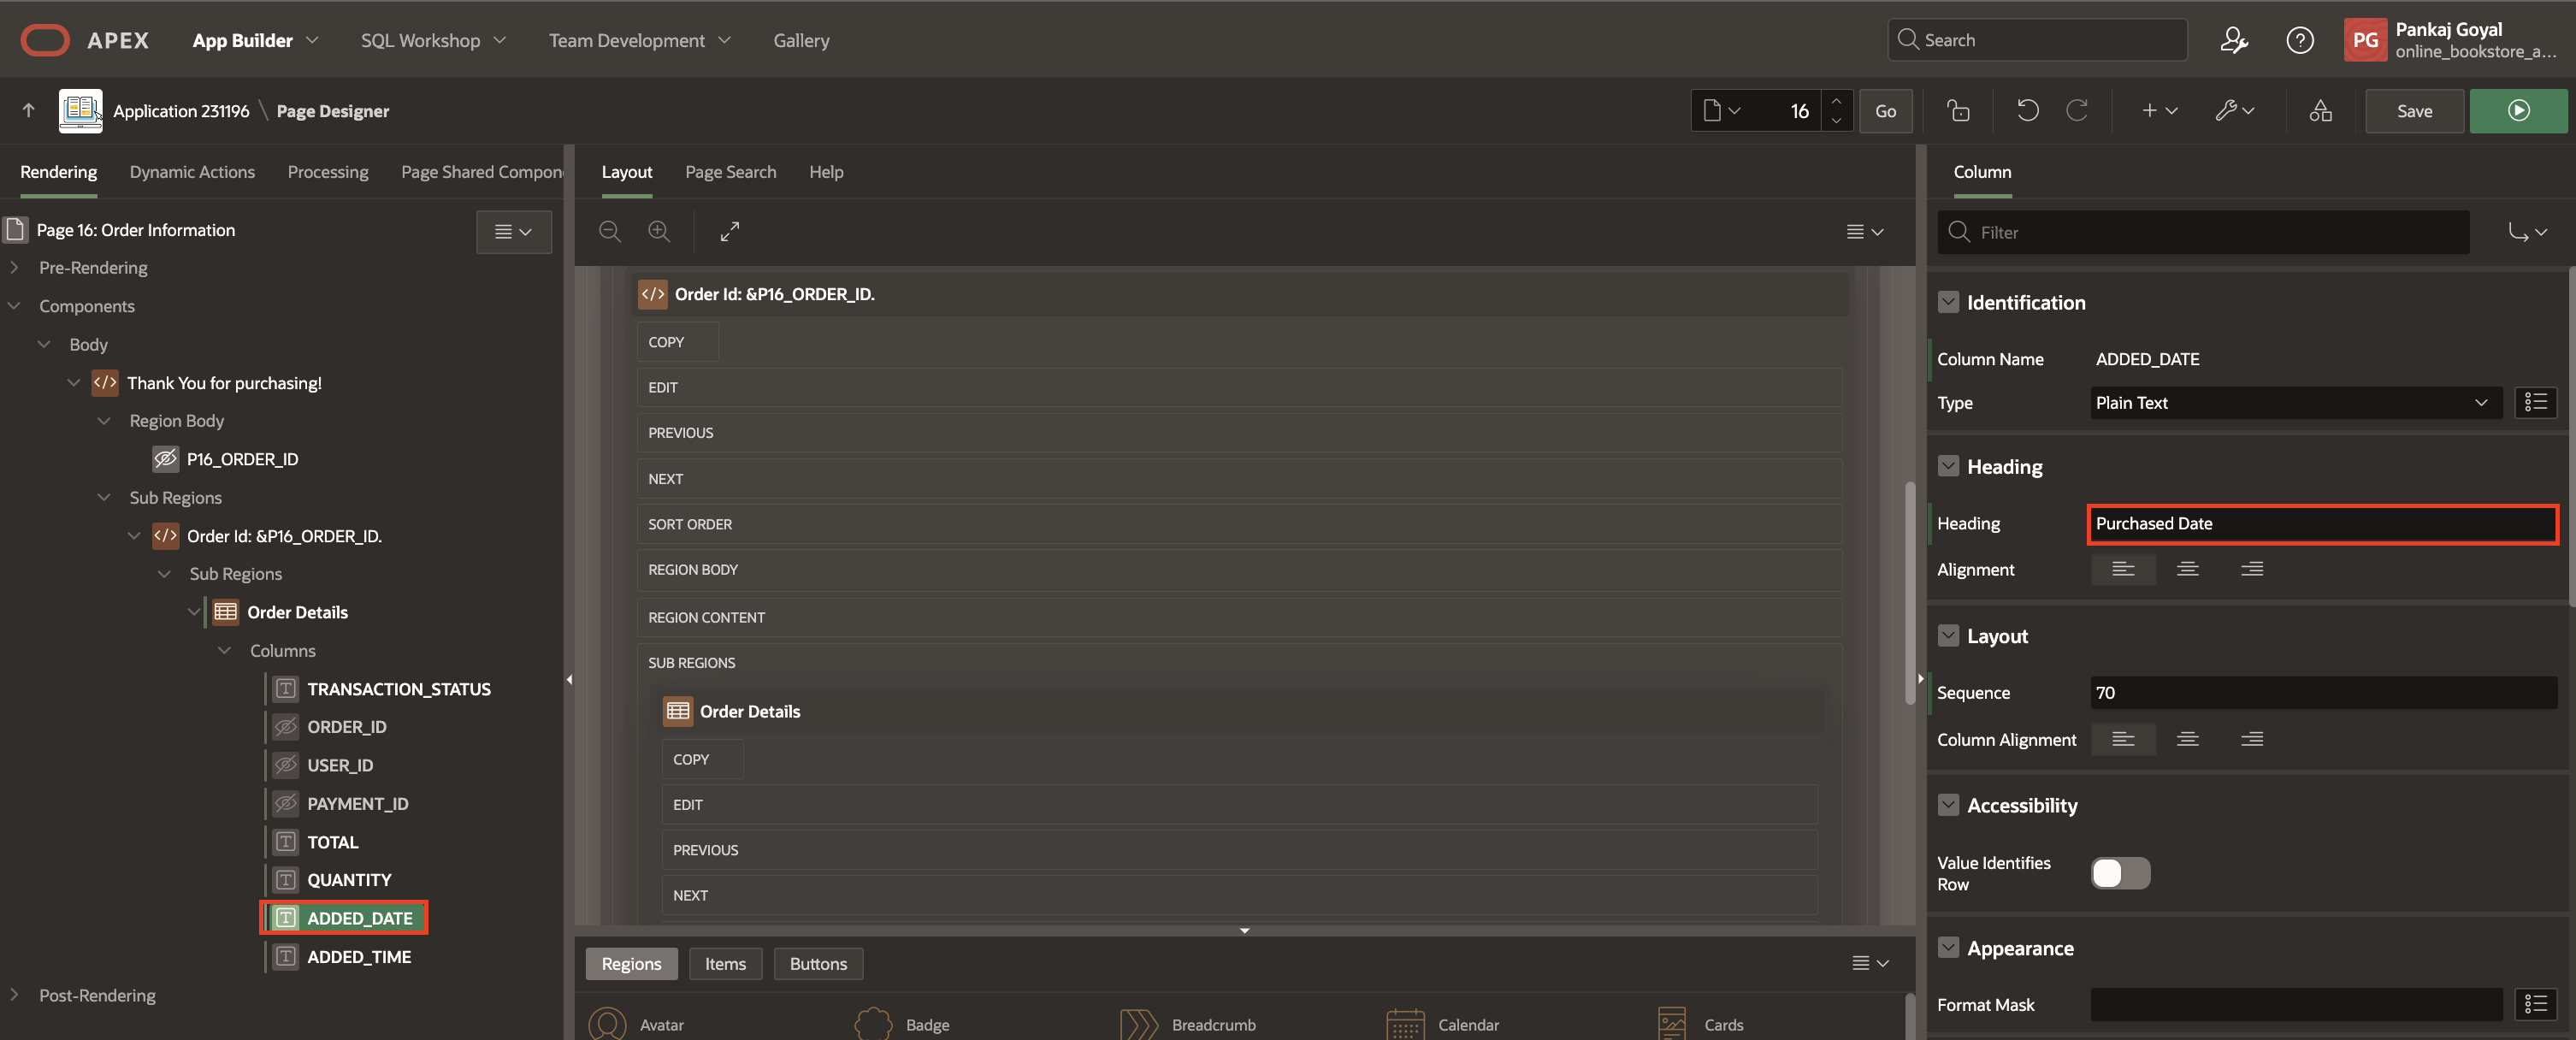 APEX
App Builder
SQL Workshop
Team Development
Gallery
Search
PG
Pankaj Goyal
online_bookstore_a...
Application 231196 \ Page Designer
16
Go
Save
Rendering
Dynamic Actions
Processing
Page Shared Compon
Page 16: Order Information
Pre-Rendering
Components
Body
Thank You for purchasing!
Region Body
P16_ORDER_ID
Sub Regions
Order Id: &P16_ORDER_ID.
Sub Regions
Order Details
Columns
TRANSACTION_STATUS
ORDER_ID
USER_ID
PAYMENT_ID
TOTAL
QUANTITY
ADDED_DATE
ADDED_TIME
Post-Rendering
Layout
Page Search
Help
Order Id: &P16_ORDER_ID.
COPY
EDIT
PREVIOUS
NEXT
SORT ORDER
REGION BODY
REGION CONTENT
SUB REGIONS
Order Details
COPY
EDIT
PREVIOUS
NEXT
Regions
Items
Buttons
Avatar
Badge
Breadcrumb
Calendar
Cards
Column
Filter
Identification
Column Name
ADDED_DATE
Type
Plain Text
Heading
Heading
Purchased Date
Alignment
Layout
Sequence
70
Column Alignment
Accessibility
Value Identifies
Row
Appearance
Format Mask